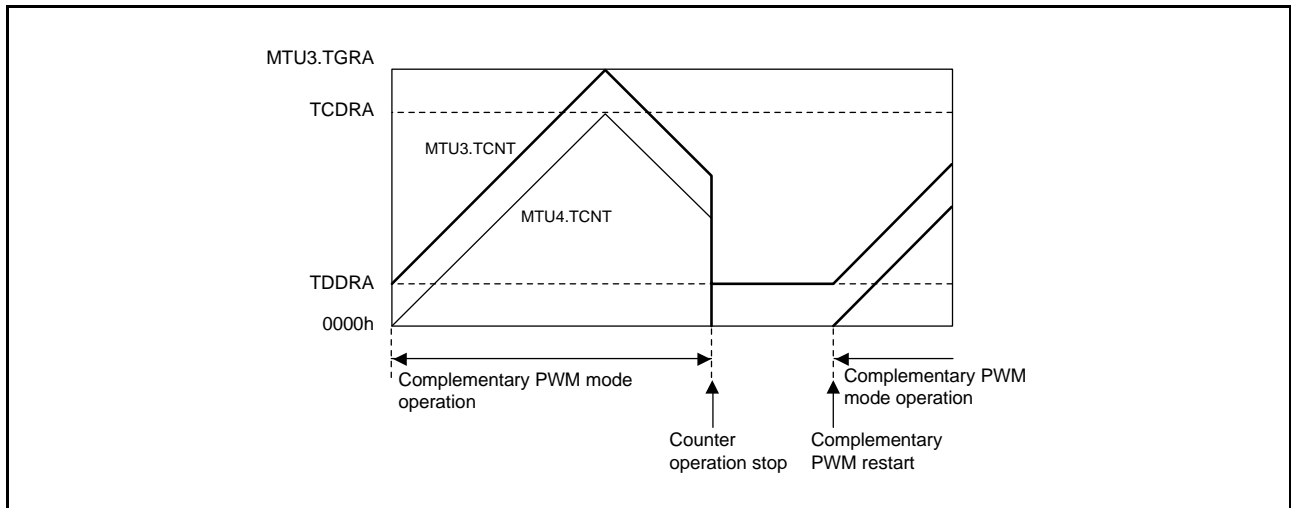 MTU3.TGRA
TCDRA
MTU3.TCNT
MTU4.TCNT
TDDRA
0000h
Complementary PWM mode
operation
Complementary PWM
mode operation
Counter
operation stop
Complementary
PWM restart